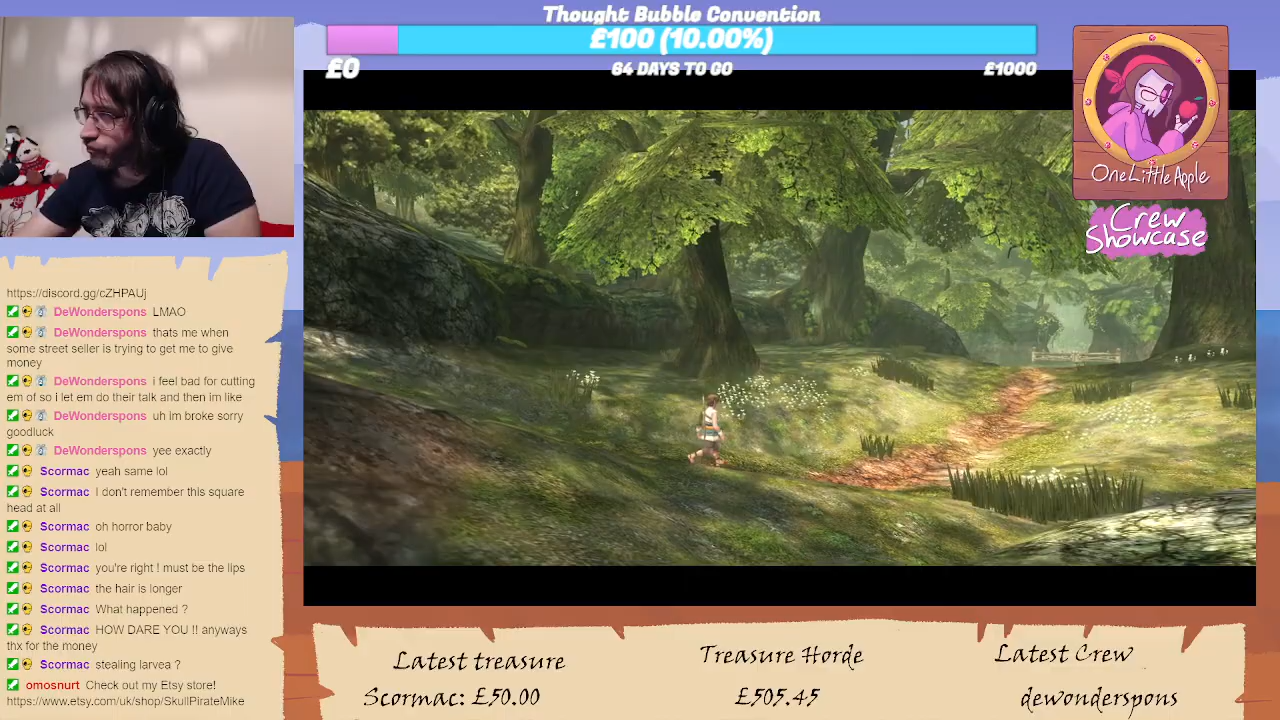 Thought Bubble Convention
£100 (10.00%)
£0
64 DAYS TO GO
£1000
OneLittleApple
Crew
Showcase
https://discord.gg/cZHPAUj
DeWonderspons LMAO
DeWonderspons thats me when
some street seller is trying to get me to give
money
DeWonderspons i feel bad for cutting
em of so i let em do their talk and then im like
DeWonderspons uh im broke sorry
goodluck
DeWonderspons yee exactly
Scormac yeah same lol
Scormac I don't remember this square
head at all
Scormac oh horror baby
Scormac lol
Scormac you're right ! must be the lips
Scormac the hair is longer
Scormac What happened ?
Scormac HOW DARE YOU !! anyways
thx for the money
Scormac stealing larvea ?
omosnurt Check out my Etsy store!
https://www.etsy.com/uk/shop/SkullPirateMike
Latest treasure
Scormac: £50.00
Treasure Horde
£505.45
Latest Crew
dewonderspons